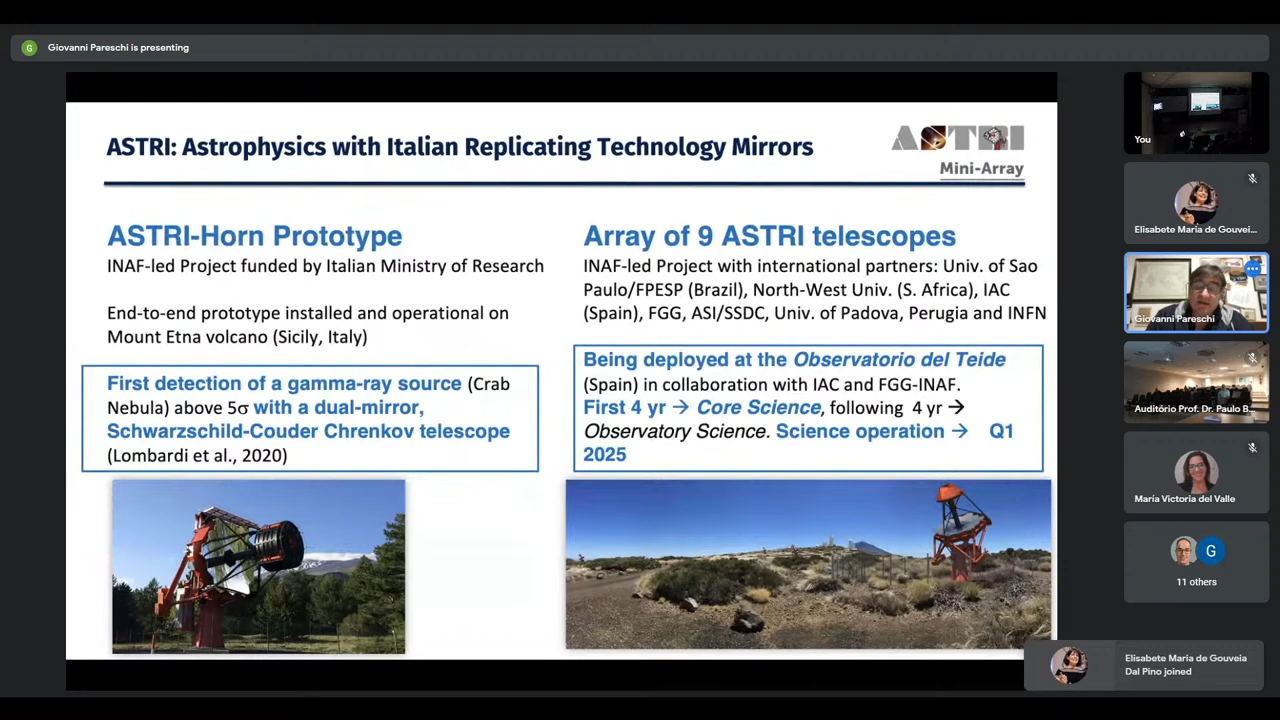 G
Giovanni Pareschi is presenting
ASTRI: Astrophysics with Italian Replicating Technology Mirrors
ASTRI
Mini-Array
ASTRI-Horn Prototype
INAF-led Project funded by Italian Ministry of Research
End-to-end prototype installed and operational on
Mount Etna volcano (Sicily, Italy)
First detection of a gamma-ray source (Crab
Nebula) above 5σ with a dual-mirror,
Schwarzschild-Couder Chrenkov telescope
(Lombardi et al., 2020)
Array of 9 ASTRI telescopes
INAF-led Project with international partners: Univ. of Sao
Paulo/FPESP (Brazil), North-West Univ. (S. Africa), IAC
(Spain), FGG, ASI/SSDC, Univ. of Padova, Perugia and INFN
Being deployed at the Observatorio del Teide
(Spain) in collaboration with IAC and FGG-INAF.
First 4 yr → Core Science, following 4 yr →
Observatory Science. Science operation → Q1
2025
You
Elisabete Maria de Gouvei...
Giovanni Pareschi
Auditório Prof. Dr. Paulo B...
María Victoria del Valle
G
11 others
Elisabete Maria de Gouveia
Dal Pino joined